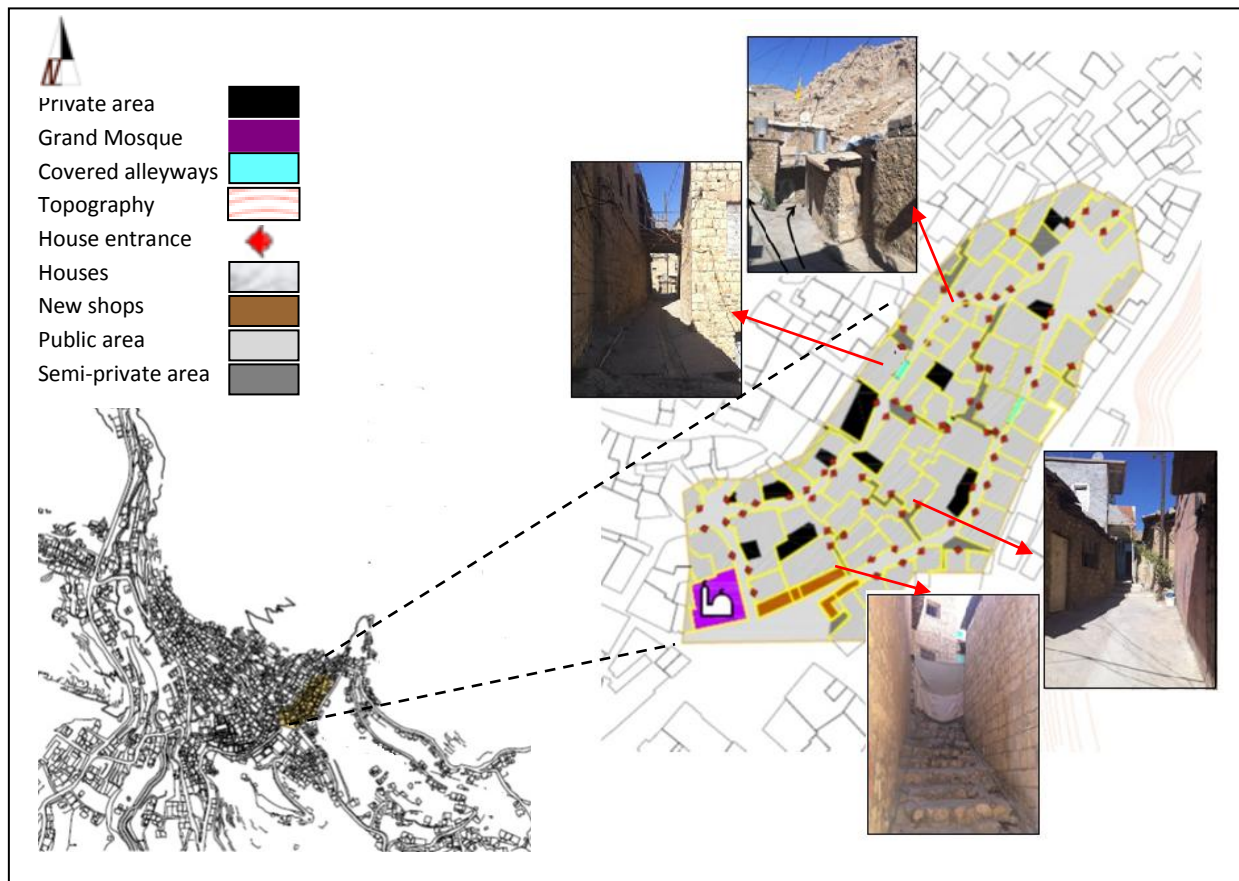 N
Private area
Grand Mosque
Covered alleyways
Topography
House entrance
Houses
New shops
Public area
Semi-private area